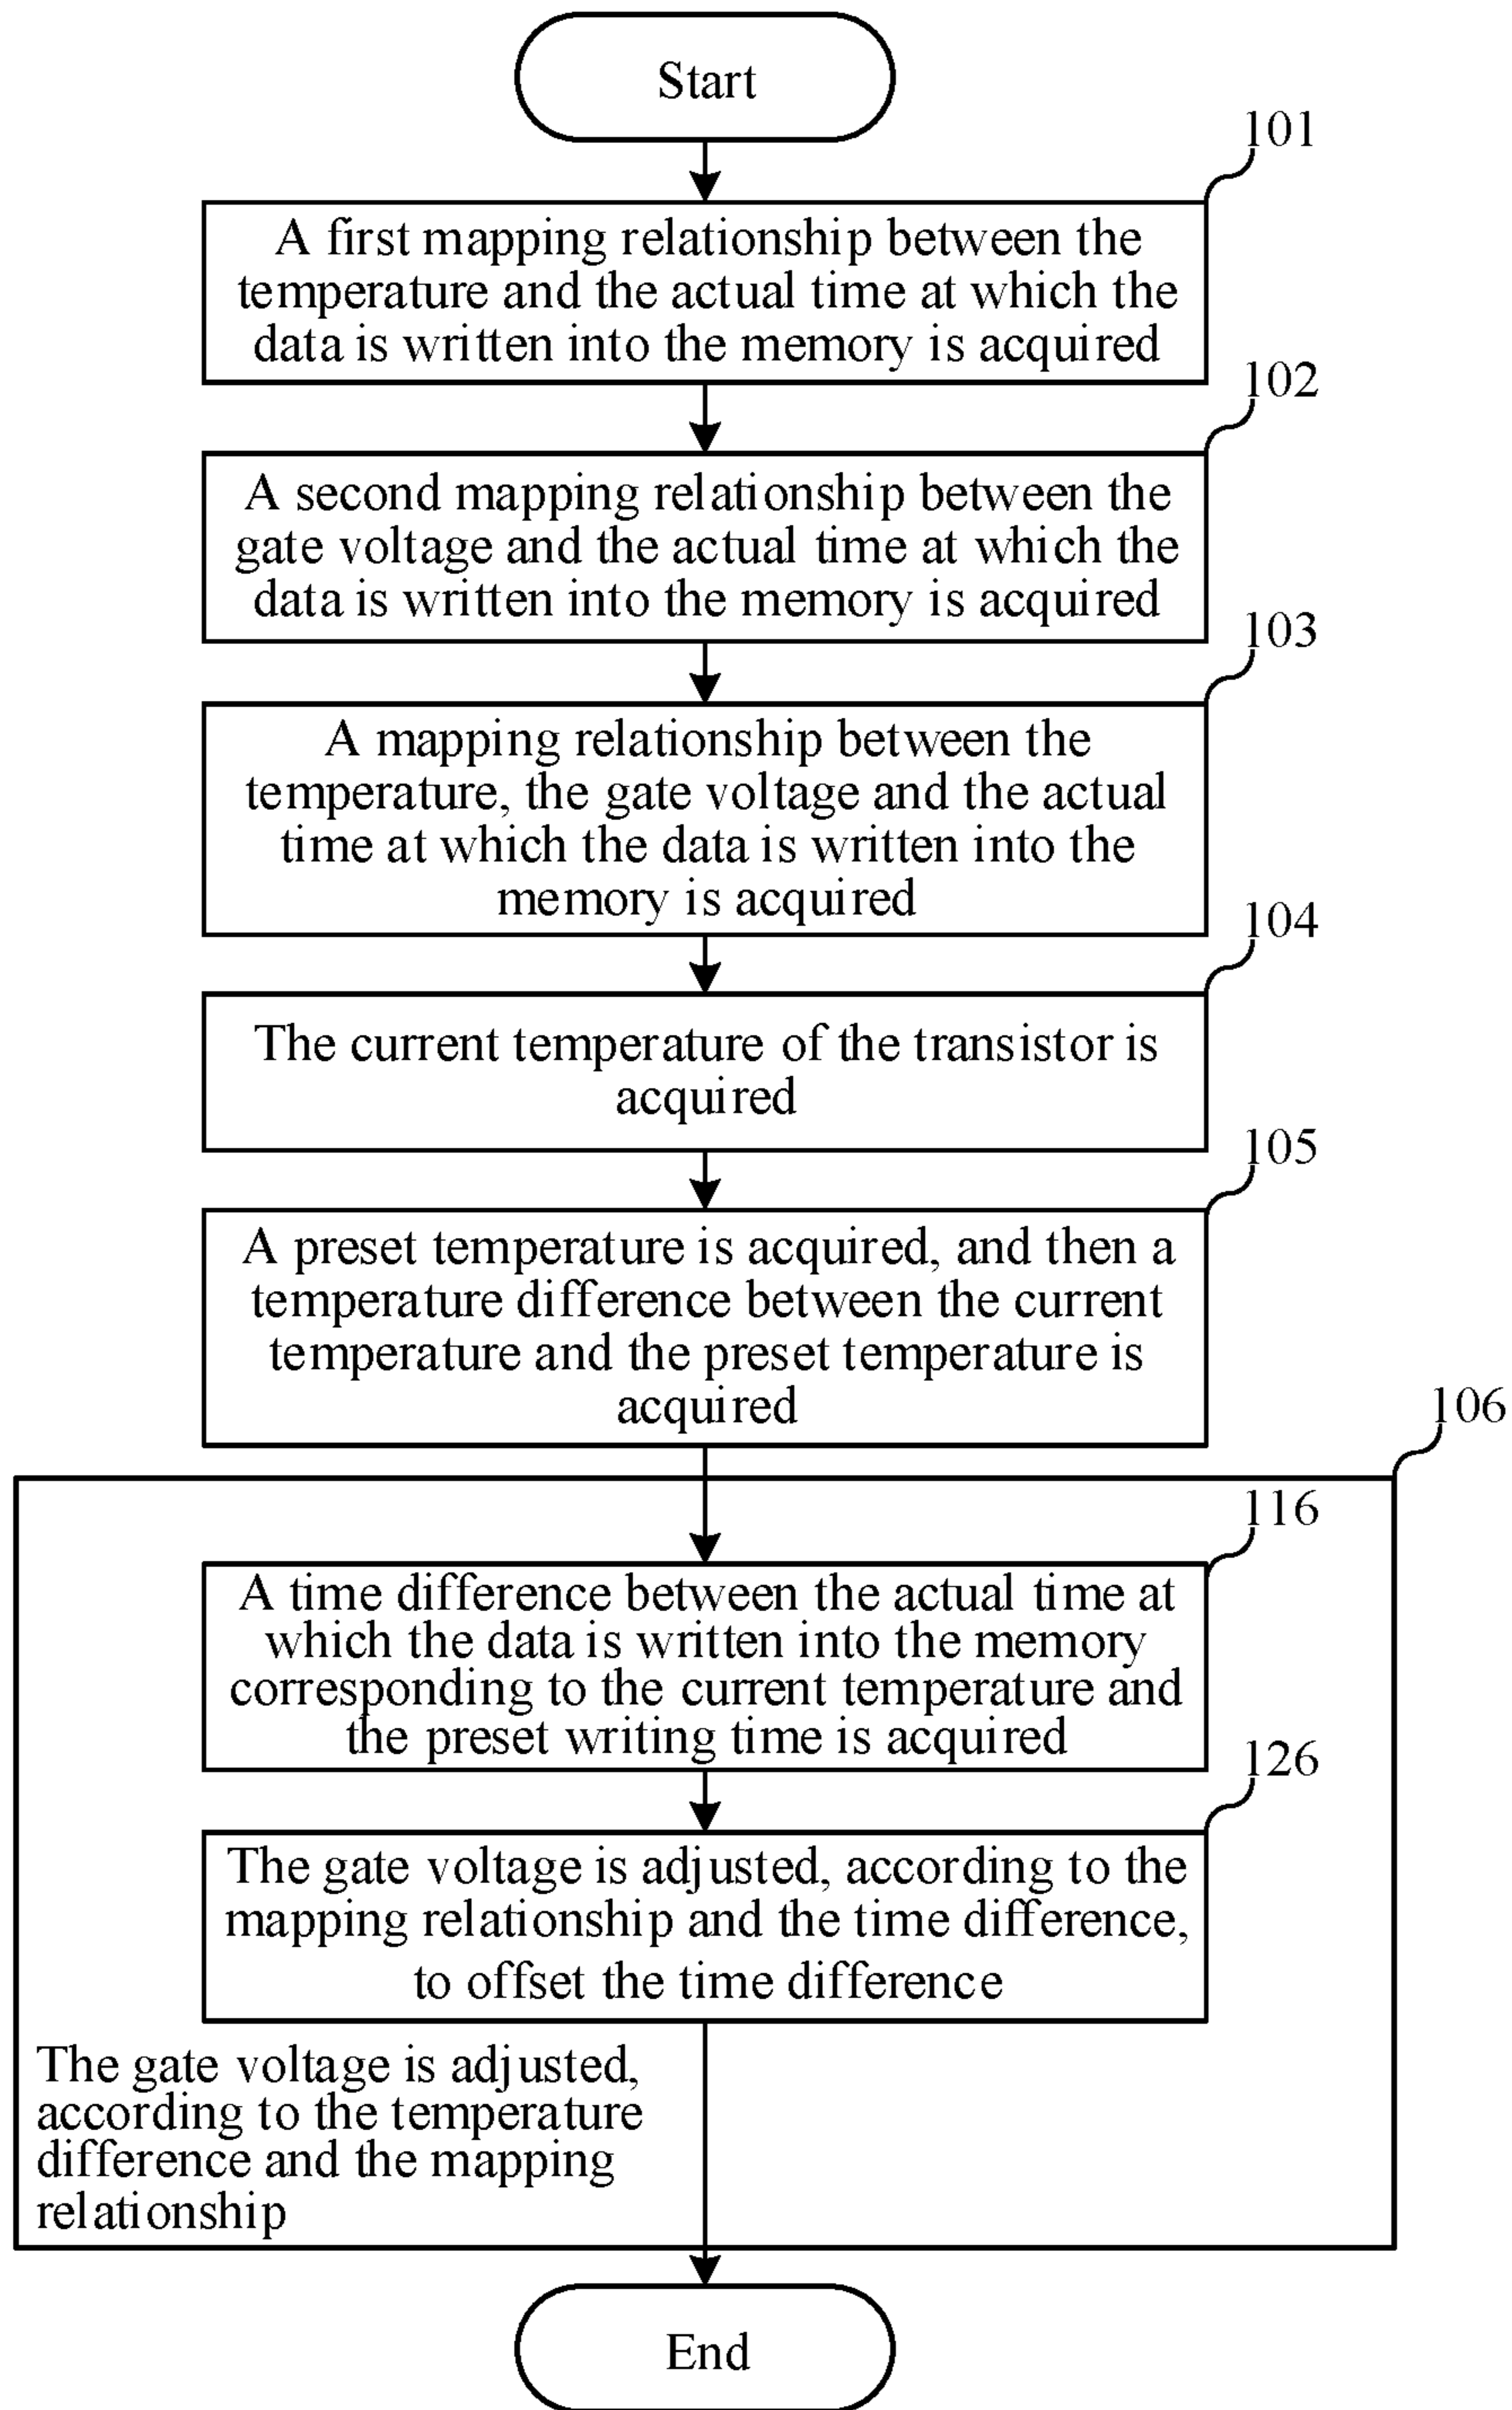 Start
101
A first mapping relationship between the
temperature and the actual time at which the
data is written into the memory is acquired
102
A second mapping relationship between the
gate voltage and the actual time at which the
data is written into the memory is acquired
103
A mapping relationship between the
temperature, the gate voltage and the actual
time at which the data is written into the
memory is acquired
104
The current temperature of the transistor is
acquired
105
A preset temperature is acquired, and then a
temperature difference between the current
temperature and the preset temperature is
acquired
106
116
A time difference between the actual time at
which the data is written into the memory
corresponding to the current temperature and
the preset writing time is acquired
126
The gate voltage is adjusted, according to the
mapping relationship and the time difference,
to offset the time difference
The gate voltage is adjusted,
according to the temperature
difference and the mapping
relationship
End